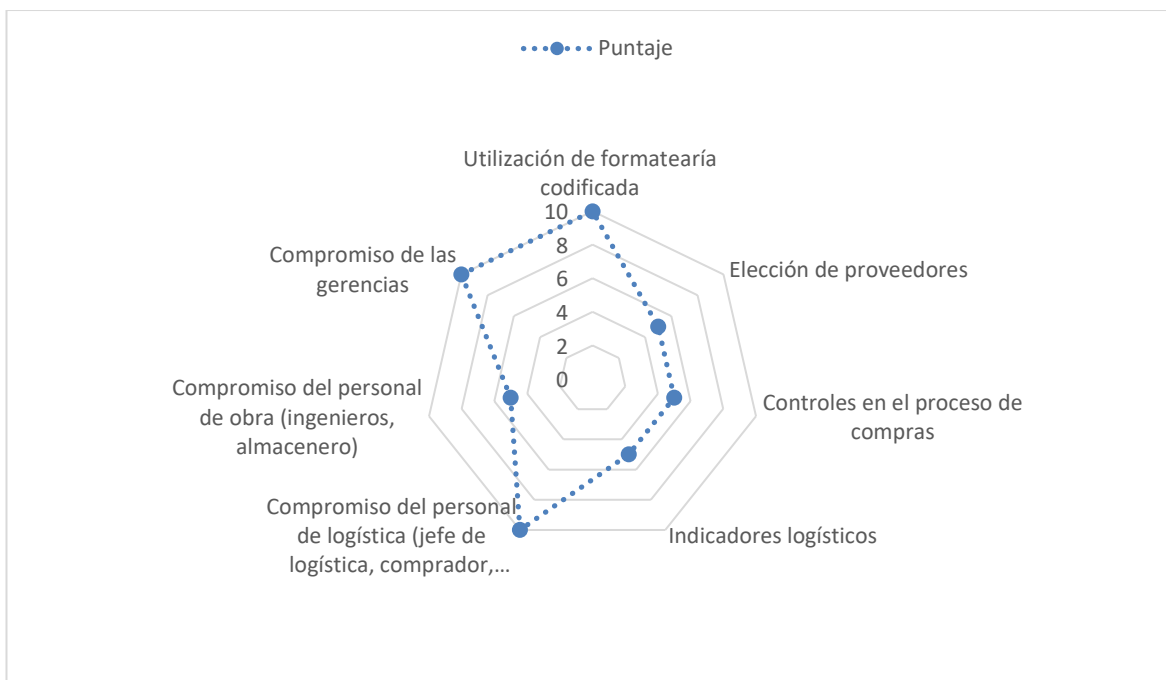 Puntaje
Utilización de formatearía
codificada
10
8
6
4
2
0
Elección de proveedores
Controles en el proceso de
compras
Indicadores logísticos
Compromiso del personal
de logística (jefe de
logística, comprador,...
Compromiso del personal
de obra (ingenieros,
almacenero)
Compromiso de las
gerencias